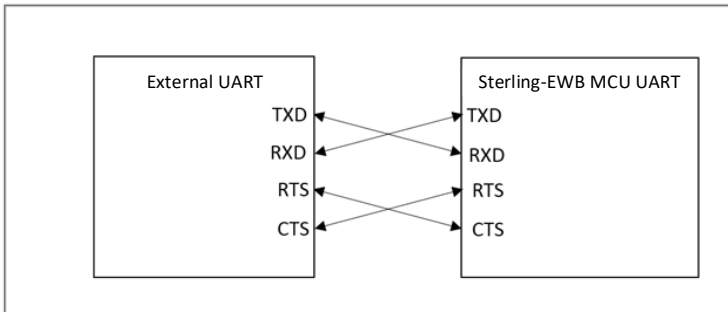 External UART
Sterling-EWB MCU UART
TXD
TXD
RXD
RXD
RTS
RTS
CTS
CTS